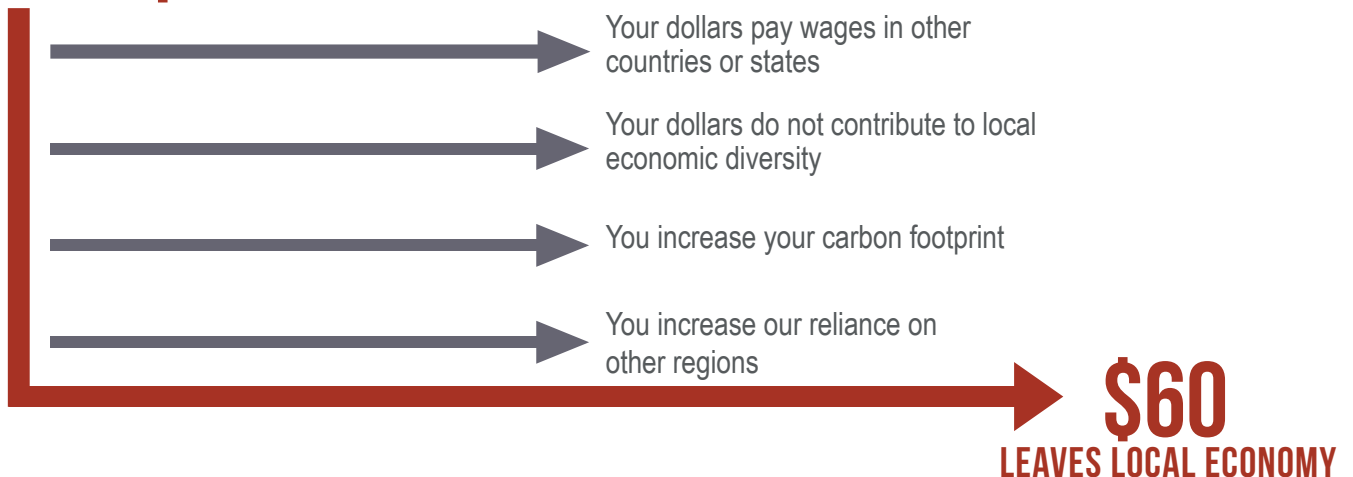 Your dollars pay wages in other
countries or states
Your dollars do not contribute to local
economic diversity
You increase your carbon footprint
You increase our reliance on
other regions
$60
LEAVES LOCAL ECONOMY